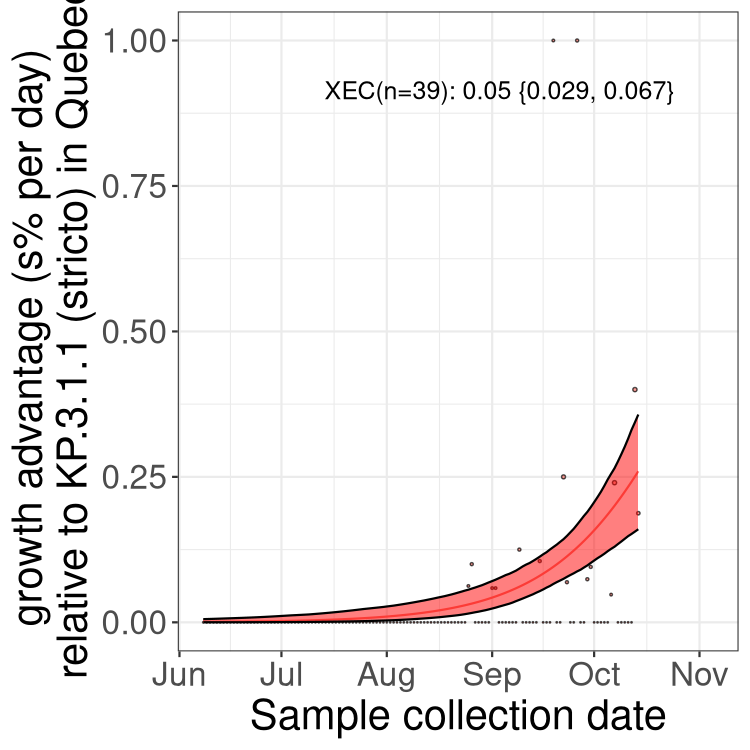 growth advantage (s% per day)
relative to KP.3.1.1 (stricto) in Quebec
1.00
0.75
0.50
0.25
0.00
XEC(n=39): 0.05 {0.029, 0.067}
Jun Jul Aug Sep Oct Nov
Sample collection date